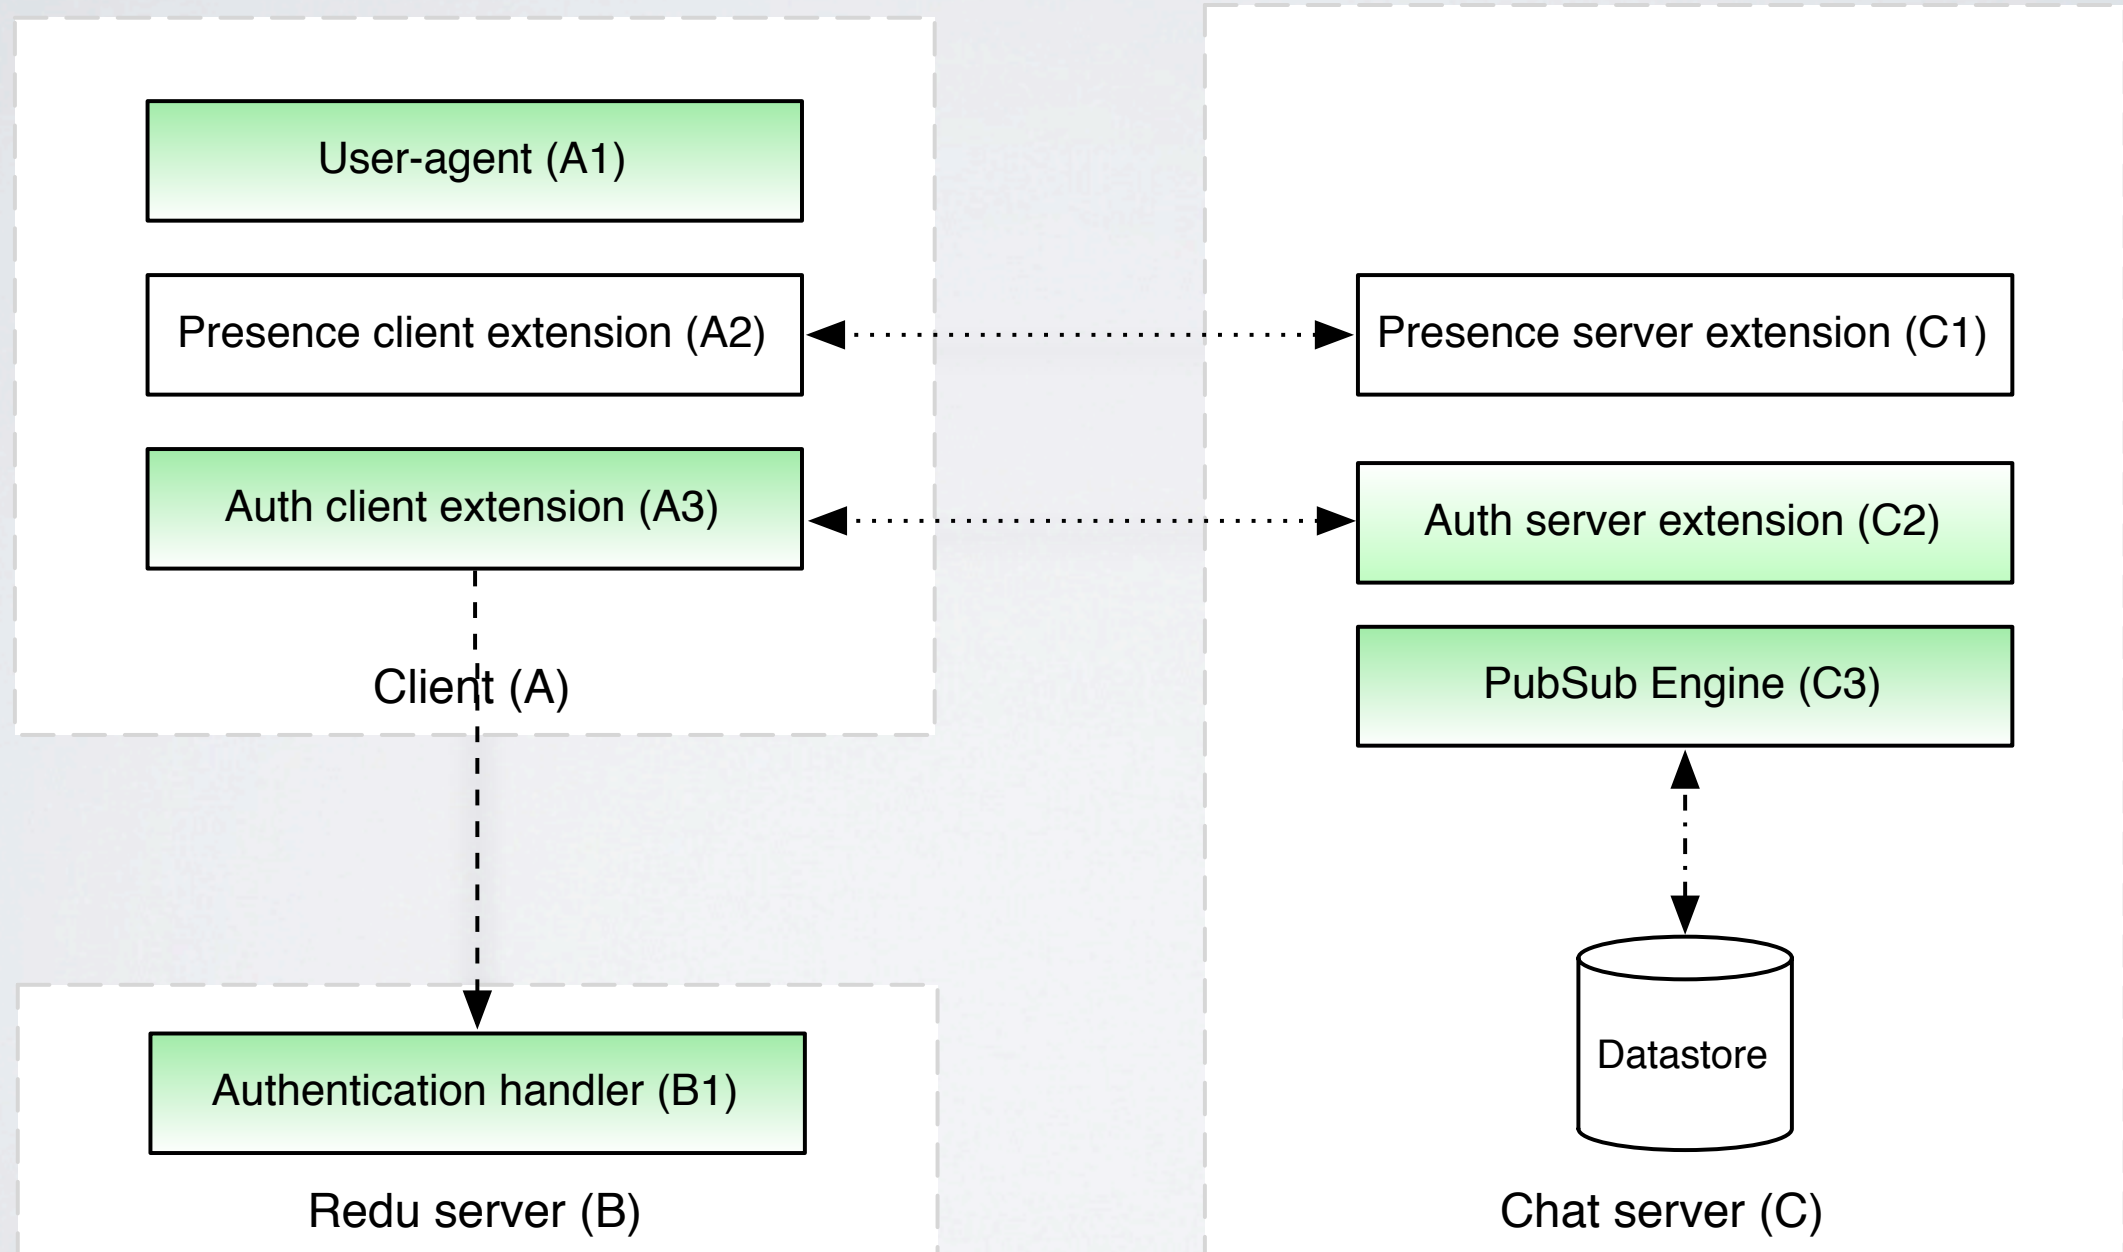 User-agent (A1)
Presence client extension (A2)
Auth client extension (A3)
Client (A)
Authentication handler (B1)
Redu server (B)
Presence server extension (C1)
Auth server extension (C2)
PubSub Engine (C3)
Datastore
Chat server (C)